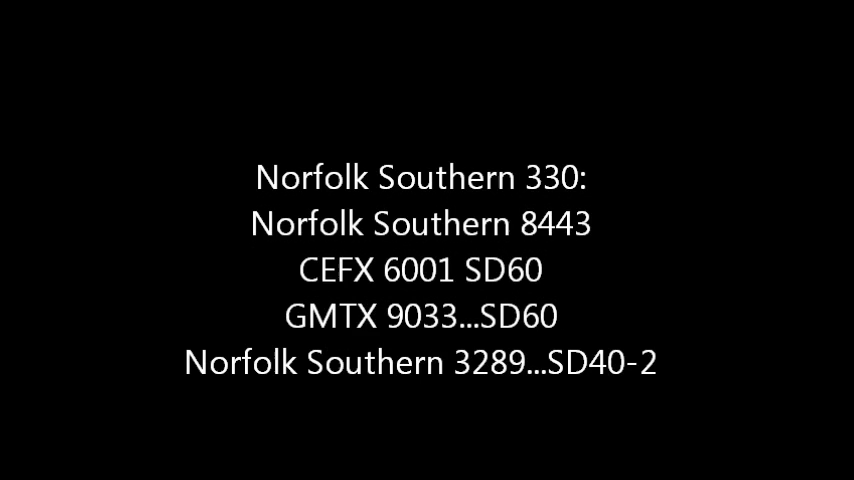 Norfolk Southern 330:
Norfolk Southern 8443
CEFX 6001 SD60
GMTX 9033...SD60
Norfolk Southern 3289...SD40-2